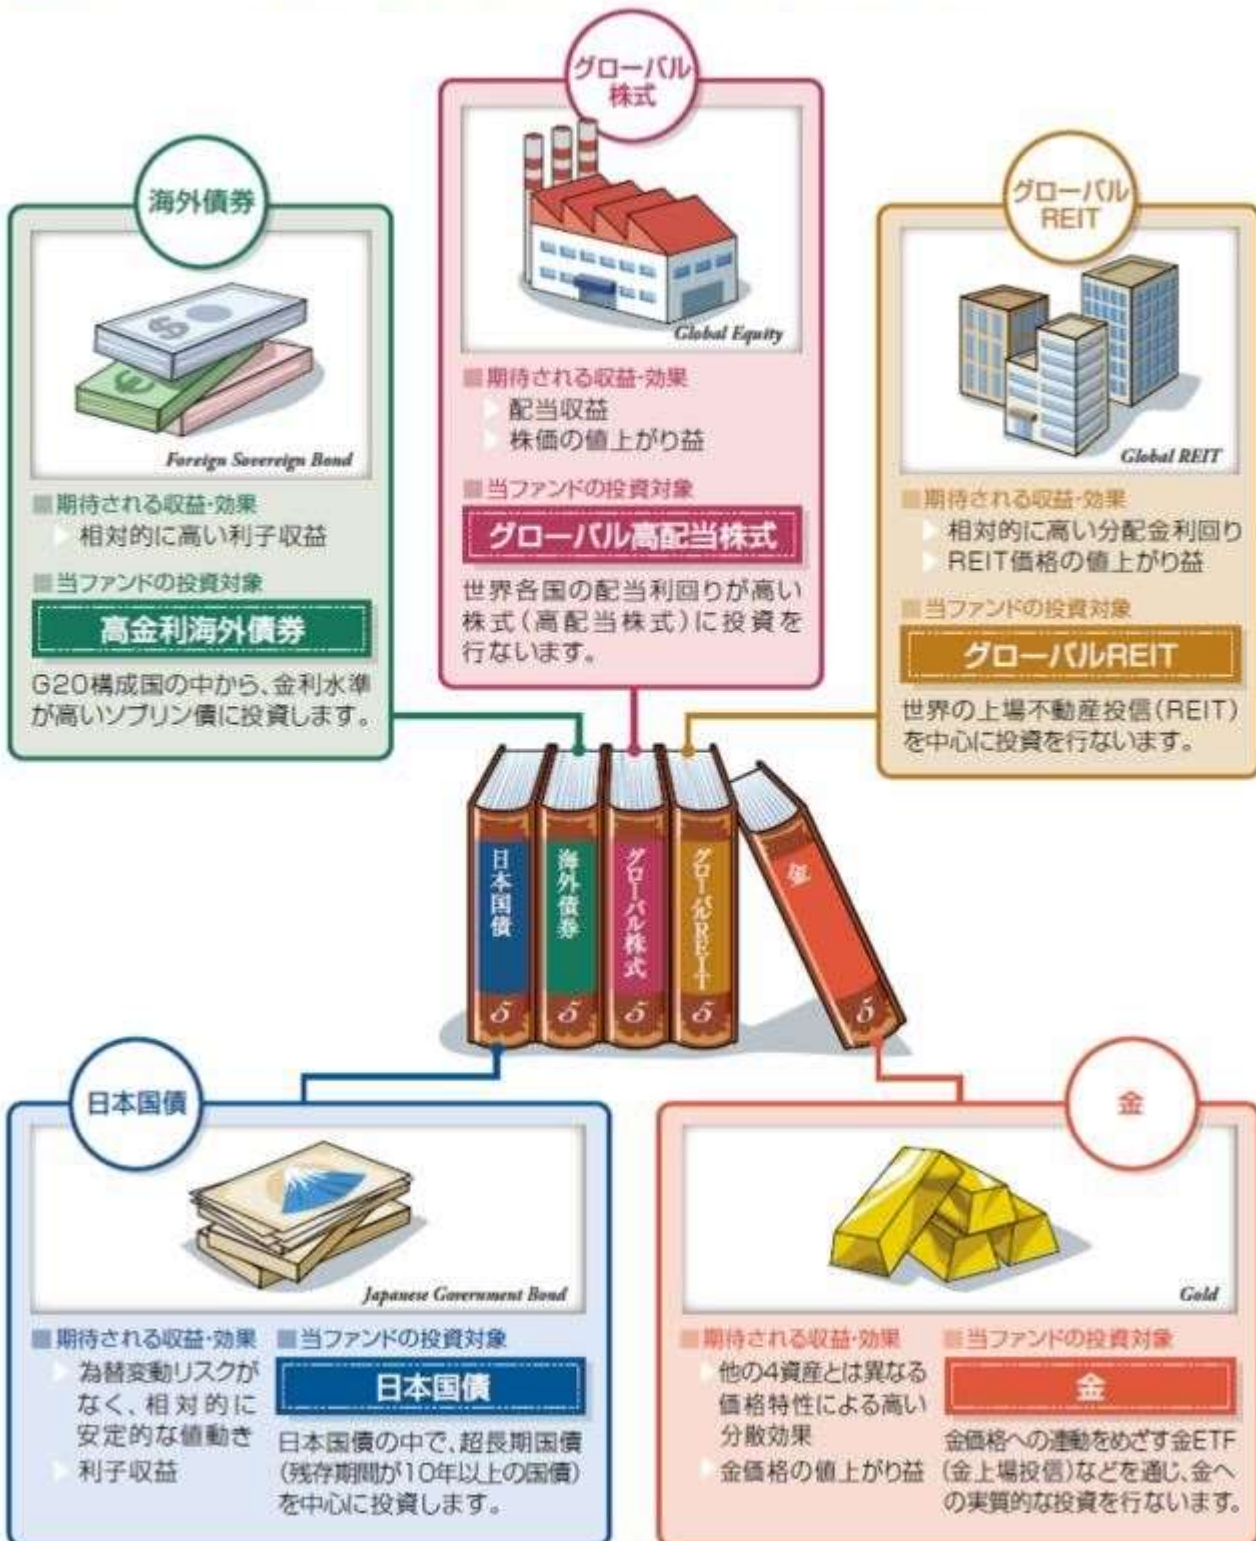 グローバル
株式
Global Equity
■期待される収益・効果
配当収益
株価の値上がり益
■当ファンドの投資対象
グローバル高配当株式
世界各国の配当利回りが高い
株式（高配当株式）に投資を
行ないます。
海外債券
Foreign Sovereign Bond
■期待される収益・効果
相対的に高い利子収益
■当ファンドの投資対象
高金利海外債券
G20構成国の中から、金利水準
が高いソブリン債に投資します。
グローバル
REIT
Global REIT
■期待される収益・効果
相対的に高い分配金利回り
REIT価格の値上がり益
■当ファンドの投資対象
グローバルREIT
世界の上場不動産投信（REIT）
を中心に投資を行ないます。
日本国債
5
海外債券
5
グローバル株式
5
グローバルREIT
5
金
5
日本国債
Japanese Government Bond
■期待される収益・効果
為替変動リスクが
なく、相対的に
安定的な値動き
利子収益
■当ファンドの投資対象
日本国債
日本国債の中で、超長期国債
（残存期間が10年以上の国債）
を中心に投資します。
金
Gold
■期待される収益・効果
他の4資産とは異なる
価格特性による高い
分散効果
金価格の値上がり益
■当ファンドの投資対象
金
金価格への連動をめざす金ETF
（金上場投信）などを通じ、金へ
の実質的な投資を行ないます。